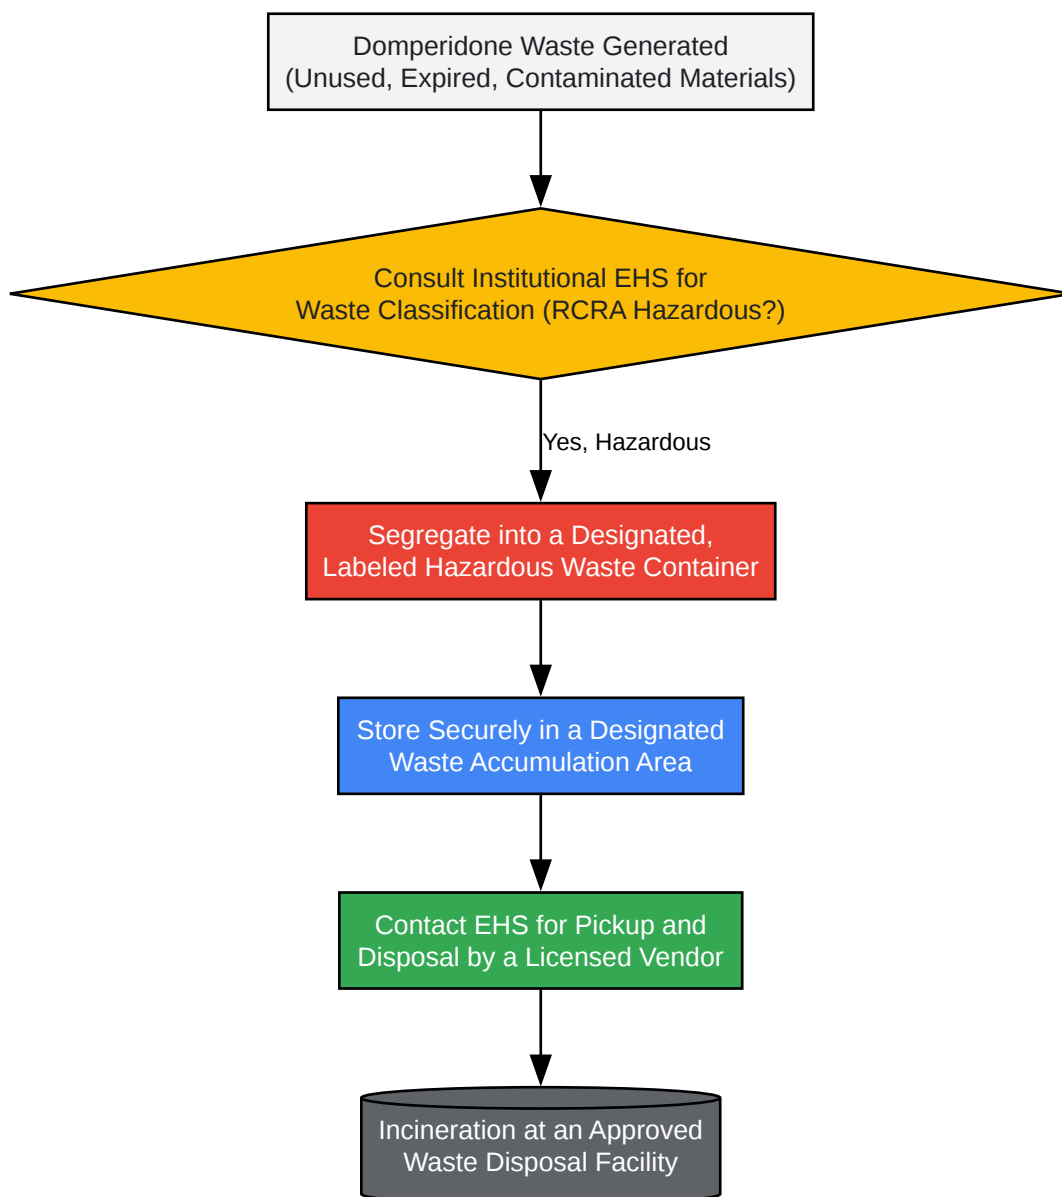 Domperidone Waste Generated
(Unused, Expired, Contaminated Materials)
Consult Institutional EHS for
Waste Classification (RCRA Hazardous?)
Yes, Hazardous
Segregate into a Designated,
Labeled Hazardous Waste Container
Store Securely in a Designated
Waste Accumulation Area
Contact EHS for Pickup and
Disposal by a Licensed Vendor
Incineration at an Approved
Waste Disposal Facility